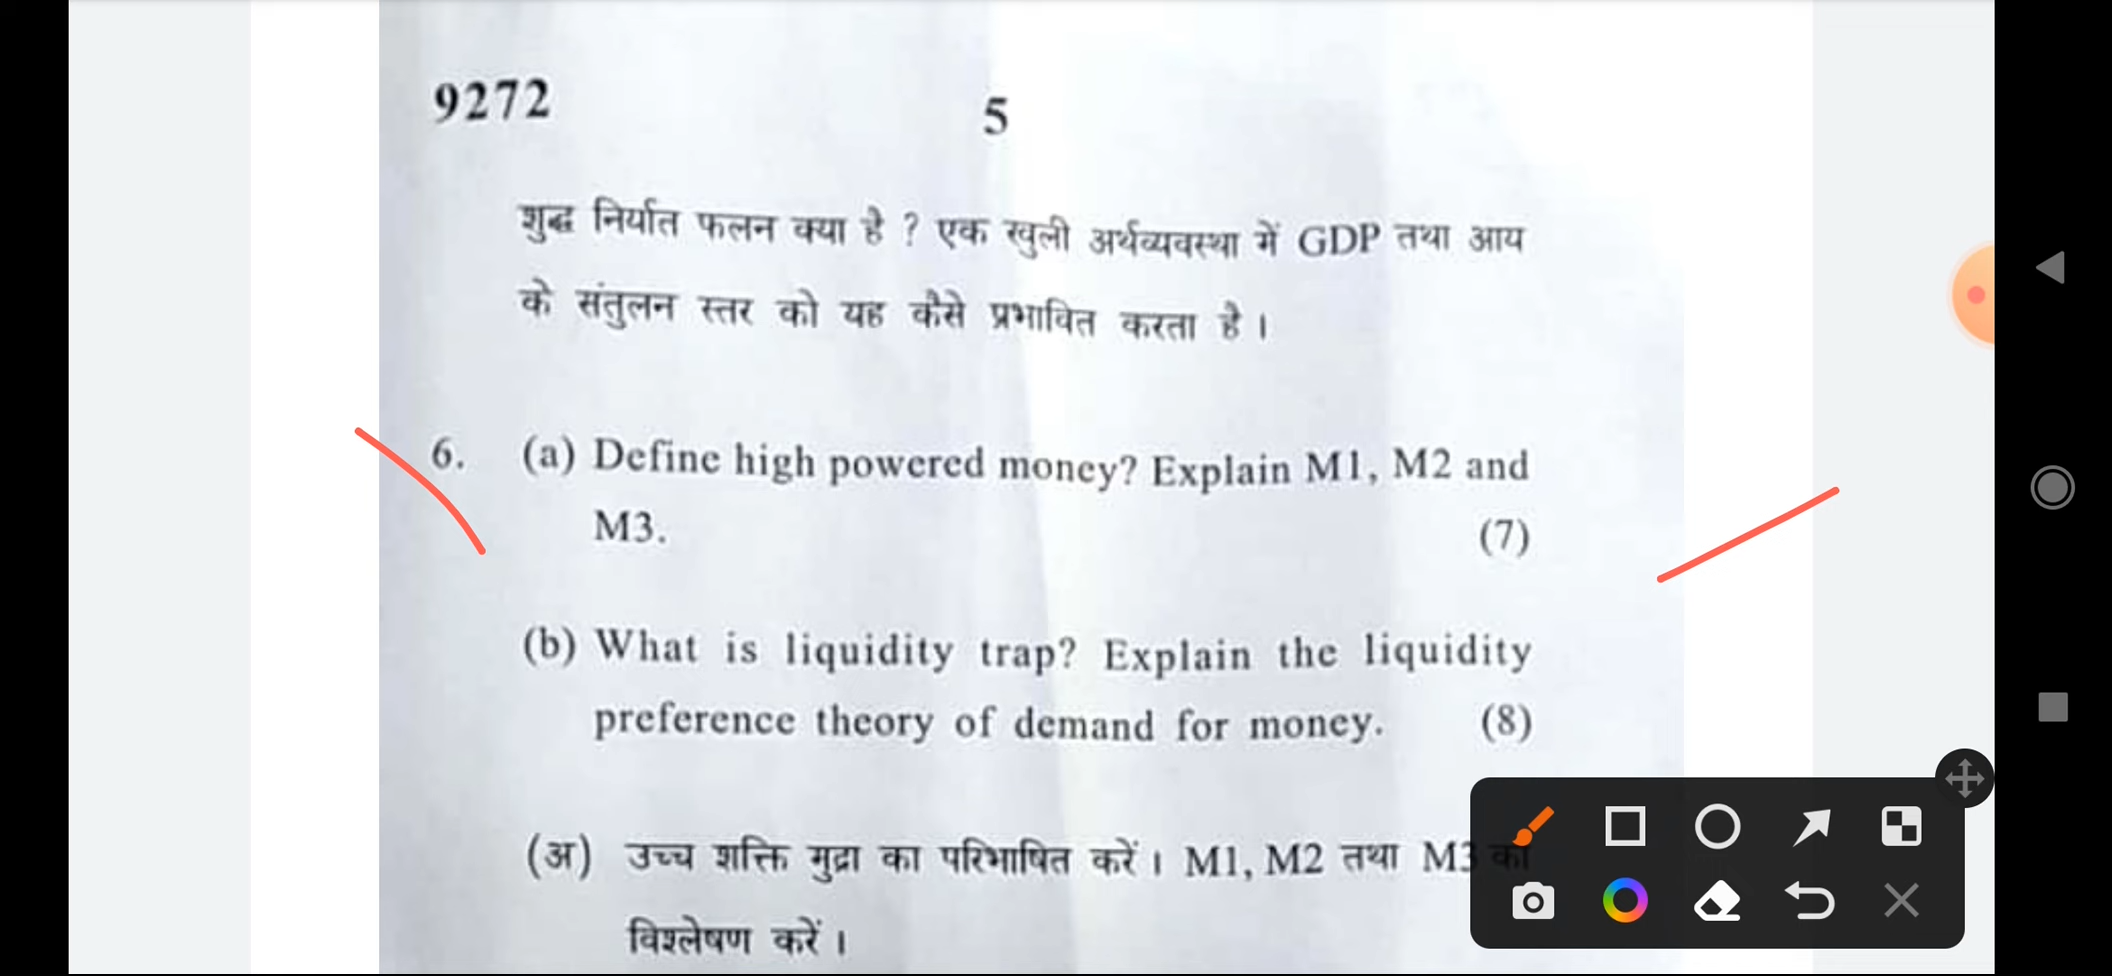 9272
5
शुद्ध निर्यात फलन क्या है ? एक खुली अर्थव्यवस्था में GDP तथा आय
के संतुलन स्तर को यह कैसे प्रभावित करता है ।
6. (a) Define high powered money? Explain M1, M2 and
M3. (7)
(b) What is liquidity trap? Explain the liquidity
preference theory of demand for money. (8)
(अ) उच्च शक्ति मुद्रा का परिभाषित करें । M1, M2 तथा M3 का
विश्लेषण करें ।